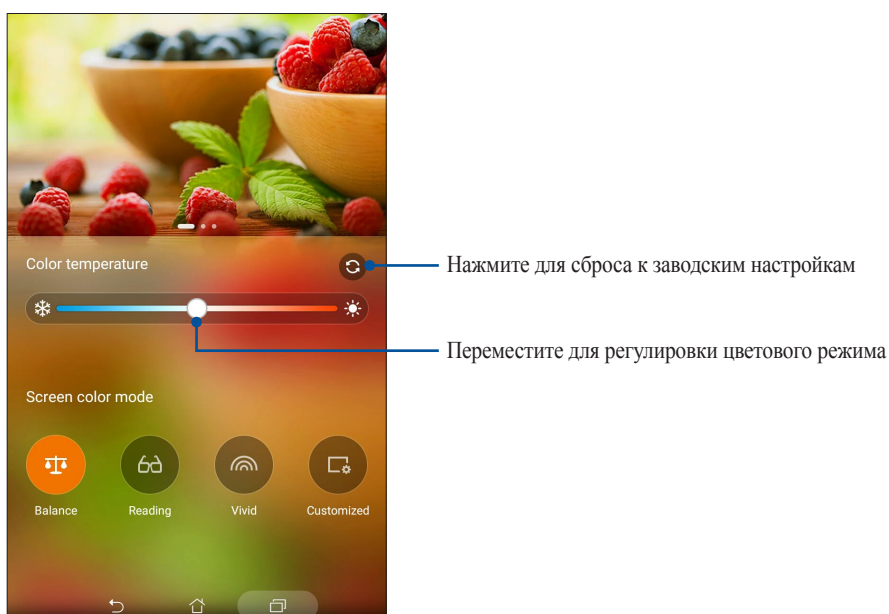 Color temperature
Нажмите для сброса к заводским настройкам
Переместите для регулировки цветового режима
Screen color mode
Balance Reading Vivid Customized